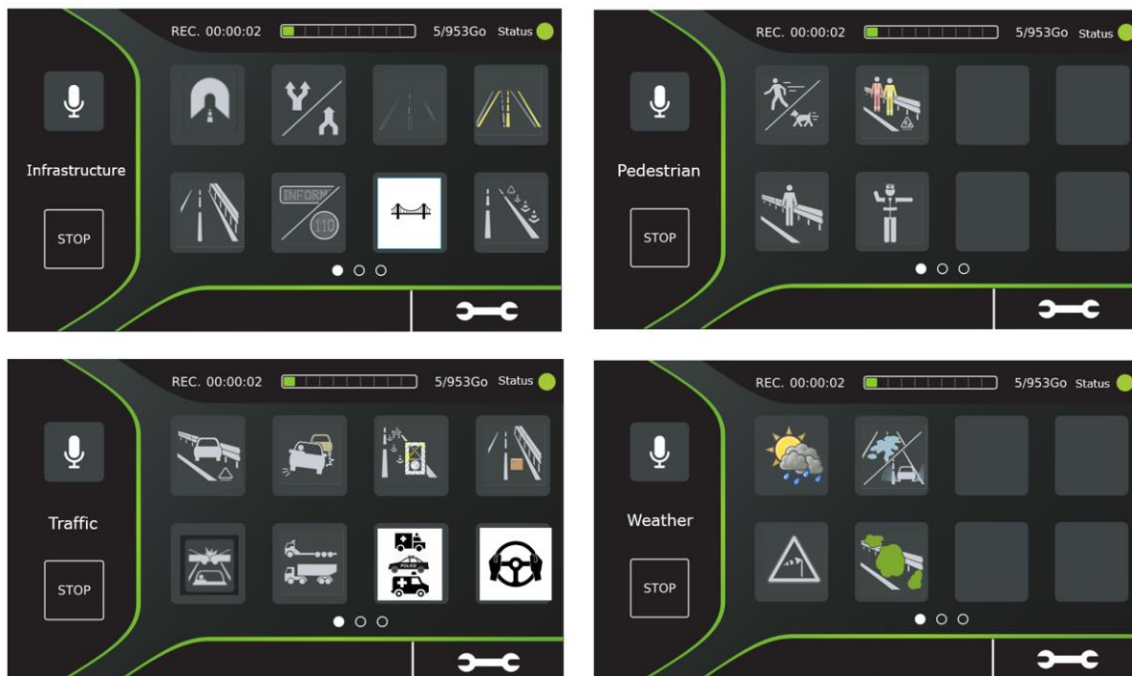 REC. 00:00:02 5/953Go Status
Infrastructure
INFORM
110
STOP
REC. 00:00:02 5/953Go Status
Pedestrian
STOP
REC. 00:00:02 5/953Go Status
Traffic
POLICE
STOP
REC. 00:00:02 5/953Go Status
Weather
STOP